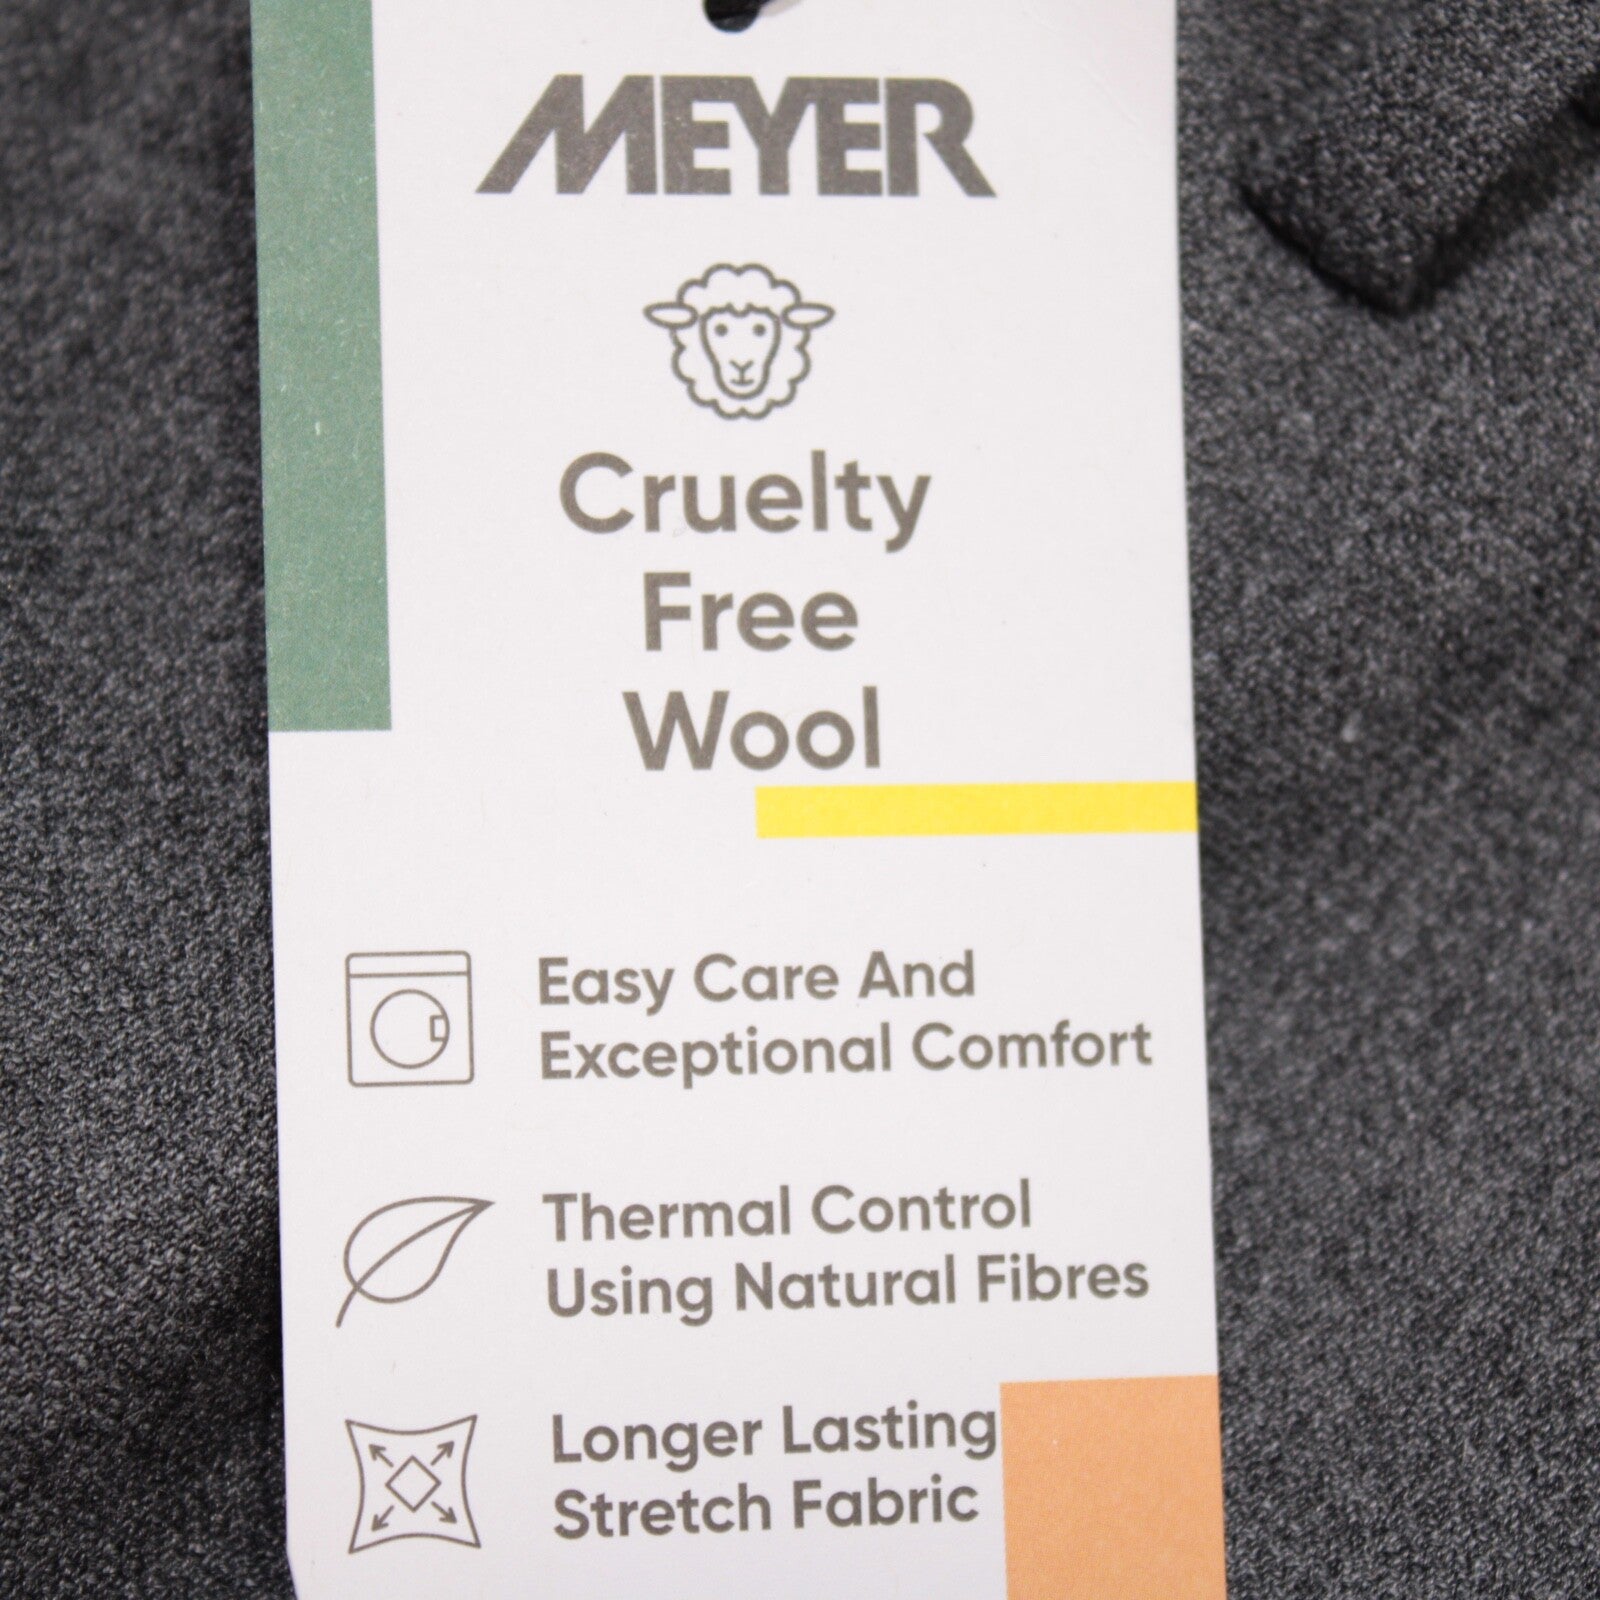 MEYER
Cruelty
Free
Wool
Easy Care And
Exceptional Comfort
Thermal Control
Using Natural Fibres
Longer Lasting
Stretch Fabric